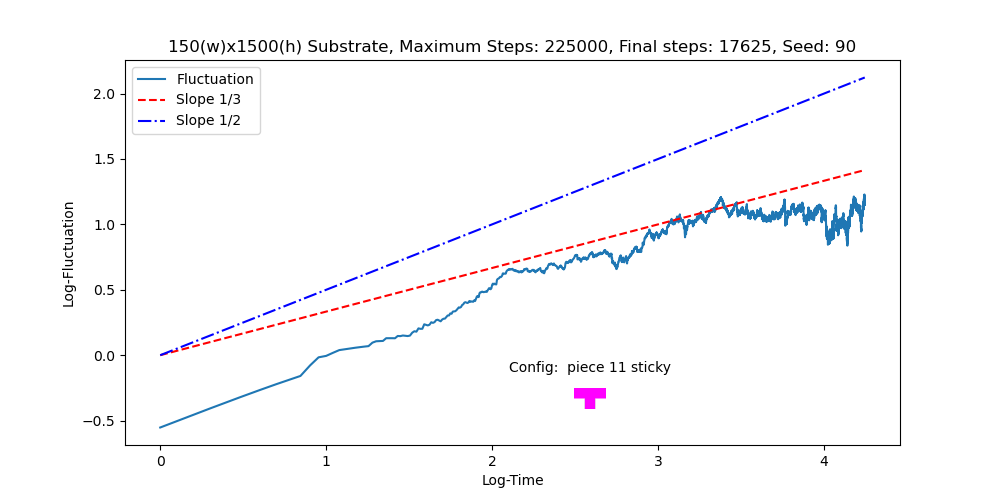 150(w)x1500(h) Substrate, Maximum Steps: 225000, Final steps: 17625, Seed: 90
Fluctuation
Slope 1/3
Slope 1/2
2.0
1.5
1.0
0.5
0.0
−0.5
Log-Fluctuation
Config:  piece 11 sticky
0 1 2 3 4
Log-Time